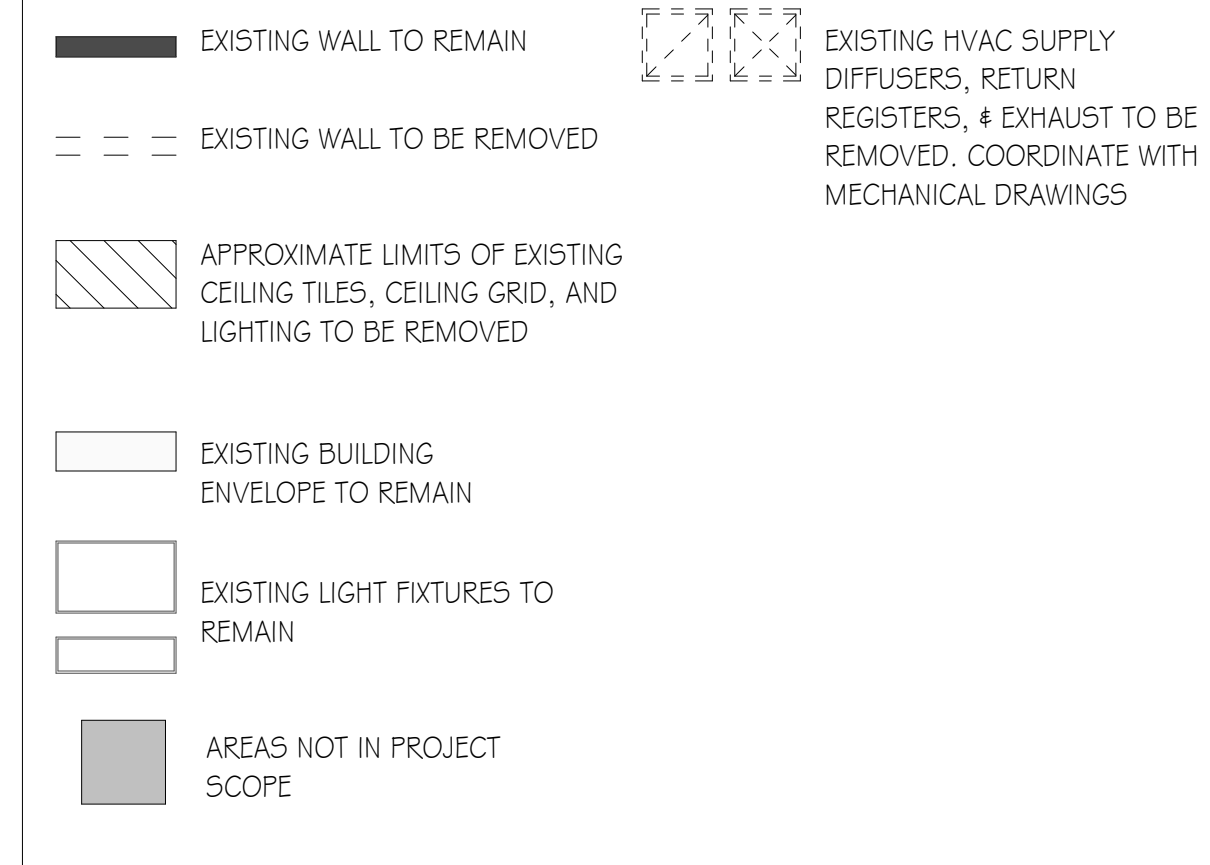 EXISTING WALL TO REMAIN
EXISTING WALL TO BE REMOVED
APPROXIMATE LIMITS OF EXISTING
CEILING TILES, CEILING GRID, AND
LIGHTING TO BE REMOVED
EXISTING BUILDING
ENVELOPE TO REMAIN
EXISTING LIGHT FIXTURES TO
REMAIN
AREAS NOT IN PROJECT
SCOPE
EXISTING HVAC SUPPLY
DIFFUSERS, RETURN
REGISTERS, & EXHAUST TO BE
REMOVED. COORDINATE WITH
MECHANICAL DRAWINGS